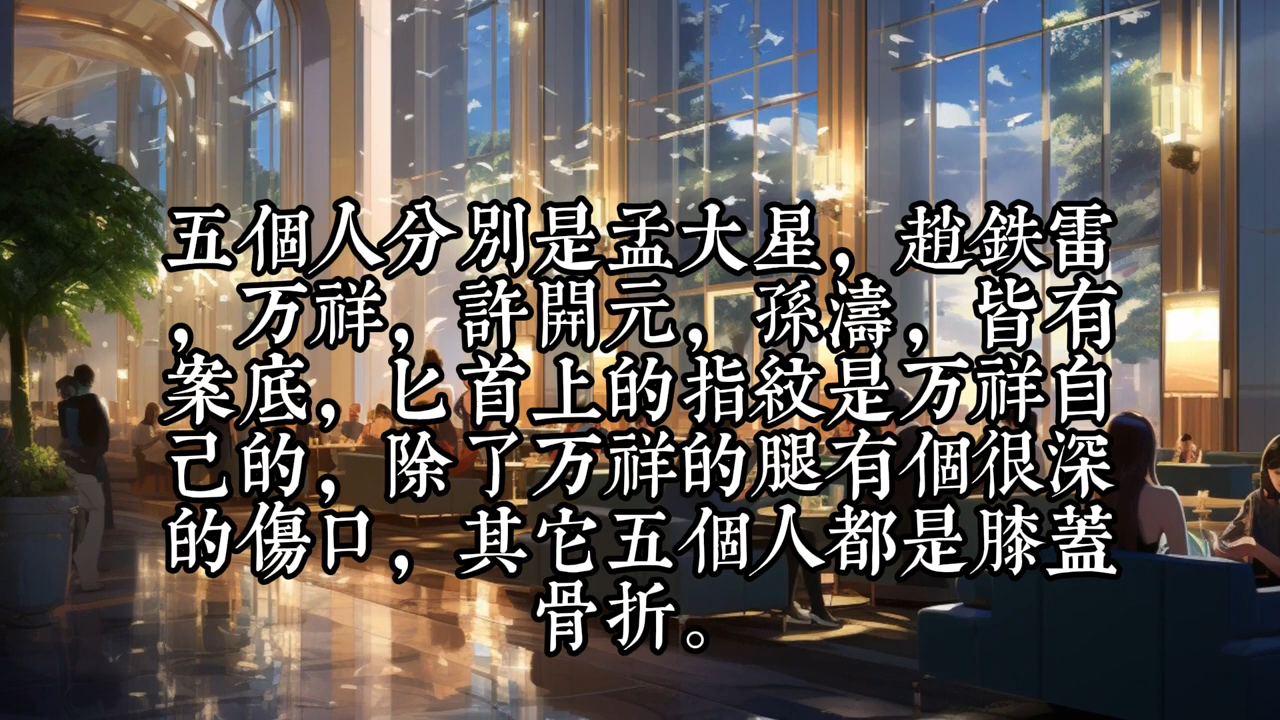 五個人分別是孟大星，趙鉄雷
，万祥，許開元，孫濤，皆有
案底，匕首上的指紋是万祥自
己的，除了万祥的腿有個很深
的傷口，其它五個人都是膝蓋
骨折。